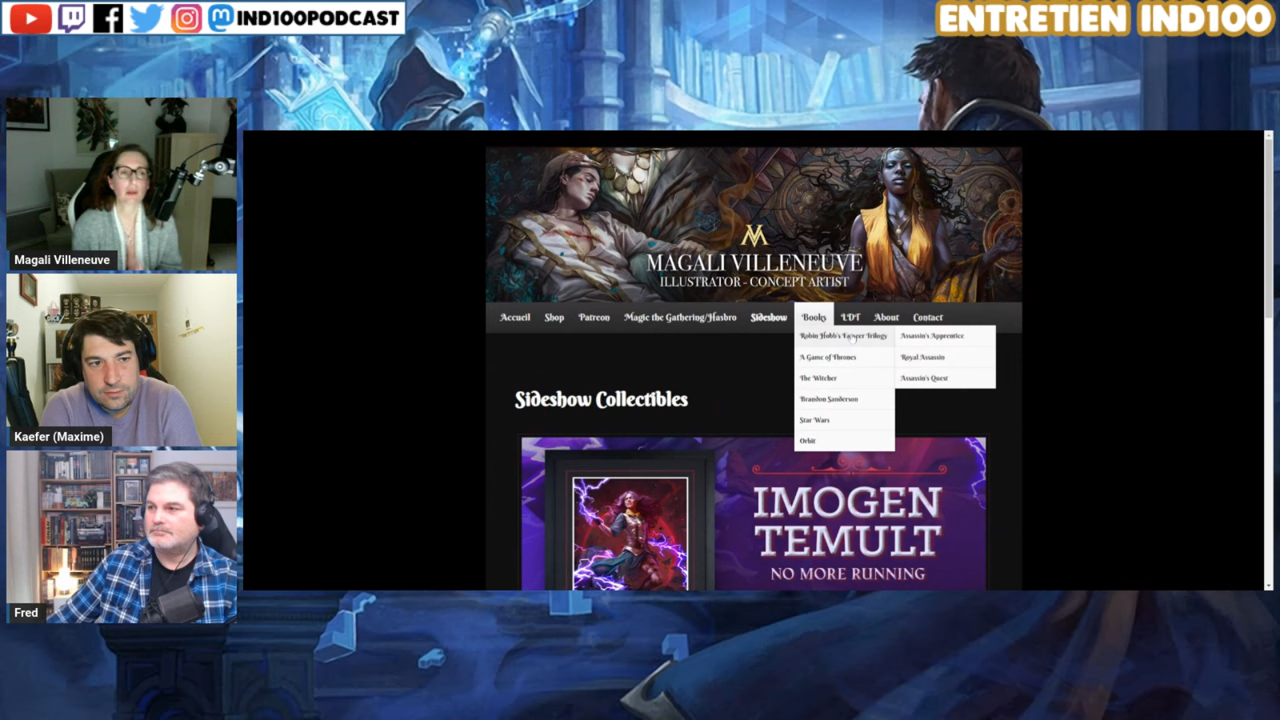 IND100PODCAST
ENTRETIEN IND100
Magali Villeneuve
Kaefer (Maxime)
Fred
MAGALI VILLENEUVE
ILLUSTRATOR - CONCEPT ARTIST
Accueil Shop Patreon Magic the Gathering/Hasbro Sideshow Books LDT About Contact
Robin Hobb's Trilogy Assassin's Apprentice
A Game of Thrones Royal Assassin
The Witcher Assassin's Quest
Brandon Sanderson
Star Wars
Orbit
Sideshow Collectibles
IMOGEN
TEMULT
NO MORE RUNNING